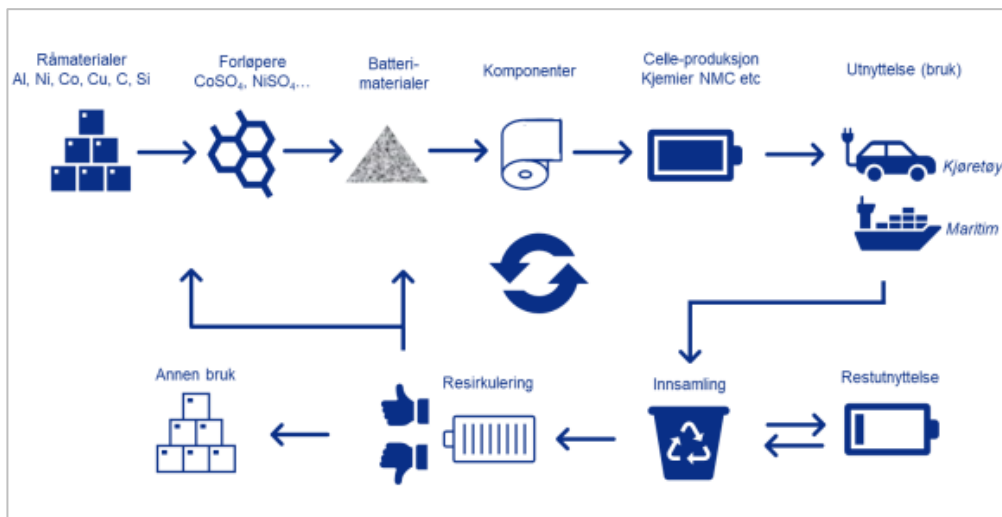 Råmaterialer
Al, Ni, Co, Cu, C, Si
Forløpere
CoSO₄, NiSO₄...
Batteri-
materialer
Komponenter
Celle-produksjon
Kjemier NMC etc
Utnyttelse (bruk)
Kjøretøy
Maritim
Annen bruk
Resirkulering
Innsamling
Restutnyttelse